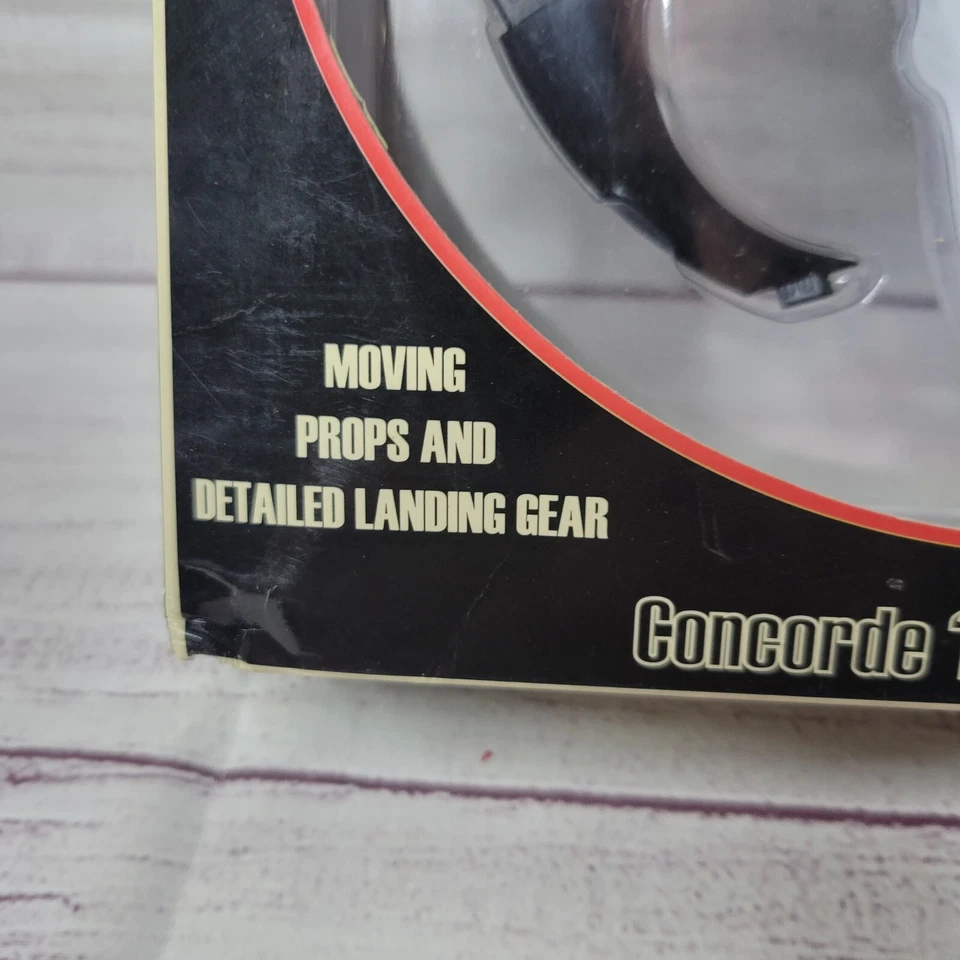 MOVING
PROPS AND
DETAILED LANDING GEAR
Concorde